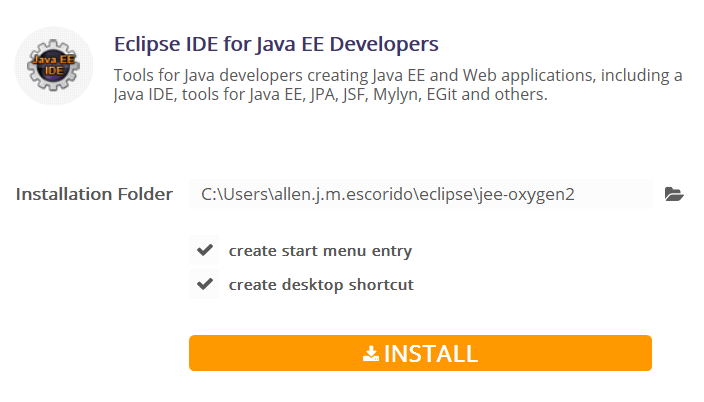 Java EE
IDE
Eclipse IDE for Java EE Developers
Tools for Java developers creating Java EE and Web applications, including a
Java IDE, tools for Java EE, JPA, JSF, Mylyn, EGit and others.
Installation Folder C:\Users\allen.j.m.escorido\eclipse\jee-oxygen2
create start menu entry
create desktop shortcut
INSTALL